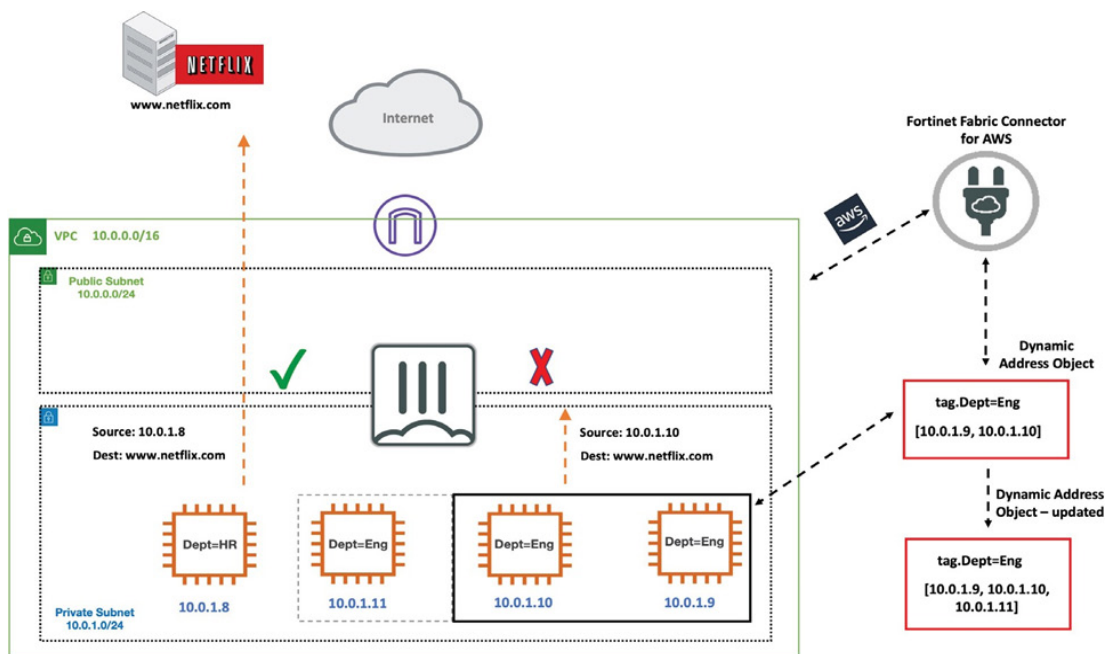 NETFLIX
www.netflix.com
Internet
Fortinet Fabric Connector
for AWS
aws
VPC 10.0.0.0/16
Public Subnet
10.0.0.0/24
Dynamic
Address Object
tag.Dept=Eng
[10.0.1.9, 10.0.1.10]
Source: 10.0.1.8
Dest: www.netflix.com
Source: 10.0.1.10
Dest: www.netflix.com
Dynamic Address
Object – updated
tag.Dept=Eng
[10.0.1.9, 10.0.1.10,
10.0.1.11]
Dept=HR
Dept=Eng
Dept=Eng
Dept=Eng
10.0.1.8
10.0.1.11
10.0.1.10
10.0.1.9
Private Subnet
10.0.1.0/24